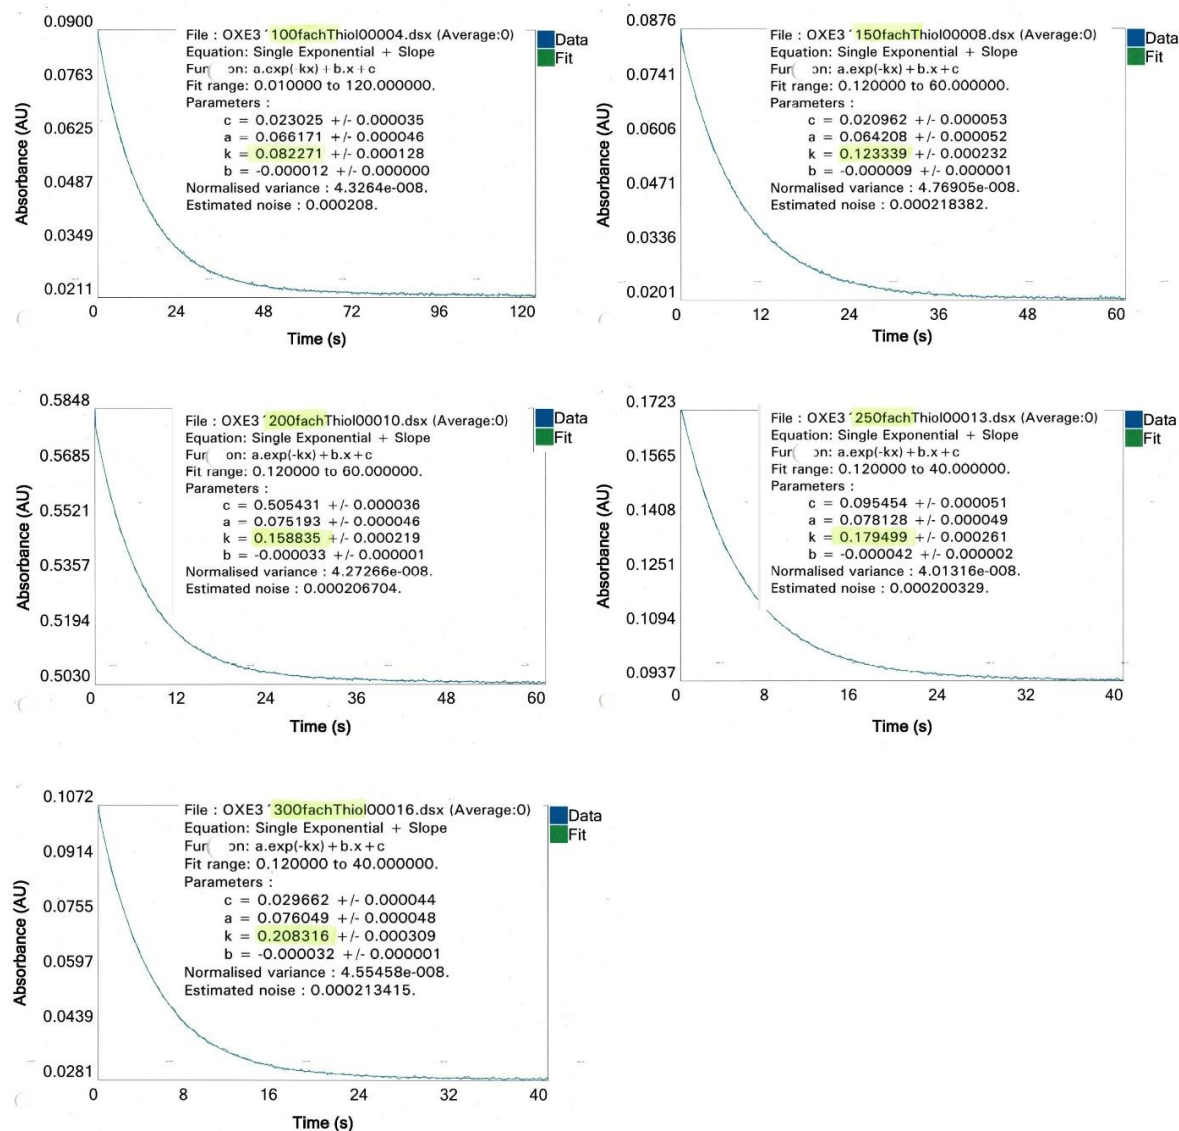 0.0900
0.0763
0.0625
0.0487
0.0349
0.0211
Absorbance (AU)
File : OXE3´100fachThiol00004.dsx (Average:0)
Equation: Single Exponential + Slope
Fun on: a.exp(-kx)+b.x+c
Fit range: 0.010000 to 120.000000.
Parameters :
c = 0.023025 +/- 0.000035
a = 0.066171 +/- 0.000046
k = 0.082271 +/- 0.000128
b = -0.000012 +/- 0.000000
Normalised variance : 4.3264e-008.
Estimated noise : 0.000208.
Data
Fit
0 24 48 72 96 120
Time (s)
0.0876
0.0741
0.0606
0.0471
0.0336
0.0201
Absorbance (AU)
File : OXE3´150fachThiol00008.dsx (Average:0)
Equation: Single Exponential + Slope
Fun on: a.exp(-kx)+b.x+c
Fit range: 0.120000 to 60.000000.
Parameters :
c = 0.020962 +/- 0.000053
a = 0.064208 +/- 0.000052
k = 0.123339 +/- 0.000232
b = -0.000009 +/- 0.000001
Normalised variance : 4.76905e-008.
Estimated noise : 0.000218382.
Data
Fit
0 12 24 36 48 60
Time (s)
0.5848
0.5685
0.5521
0.5357
0.5194
0.5030
Absorbance (AU)
File : OXE3´200fachThiol00010.dsx (Average:0)
Equation: Single Exponential + Slope
Fun on: a.exp(-kx)+b.x+c
Fit range: 0.120000 to 60.000000.
Parameters :
c = 0.505431 +/- 0.000036
a = 0.075193 +/- 0.000046
k = 0.158835 +/- 0.000219
b = -0.000033 +/- 0.000001
Normalised variance : 4.27266e-008.
Estimated noise : 0.000206704.
Data
Fit
0 12 24 36 48 60
Time (s)
0.1723
0.1565
0.1408
0.1251
0.1094
0.0937
Absorbance (AU)
File : OXE3´250fachThiol00013.dsx (Average:0)
Equation: Single Exponential + Slope
Fun on: a.exp(-kx)+b.x+c
Fit range: 0.120000 to 40.000000.
Parameters :
c = 0.095454 +/- 0.000051
a = 0.078128 +/- 0.000049
k = 0.179499 +/- 0.000261
b = -0.000042 +/- 0.000002
Normalised variance : 4.01316e-008.
Estimated noise : 0.000200329.
Data
Fit
0 8 16 24 32 40
Time (s)
0.1072
0.0914
0.0755
0.0597
0.0439
0.0281
Absorbance (AU)
File : OXE3´300fachThiol00016.dsx (Average:0)
Equation: Single Exponential + Slope
Fun on: a.exp(-kx)+b.x+c
Fit range: 0.120000 to 40.000000.
Parameters :
c = 0.029662 +/- 0.000044
a = 0.076049 +/- 0.000048
k = 0.208316 +/- 0.000309
b = -0.000032 +/- 0.000001
Normalised variance : 4.55458e-008.
Estimated noise : 0.000213415.
Data
Fit
0 8 16 24 32 40
Time (s)